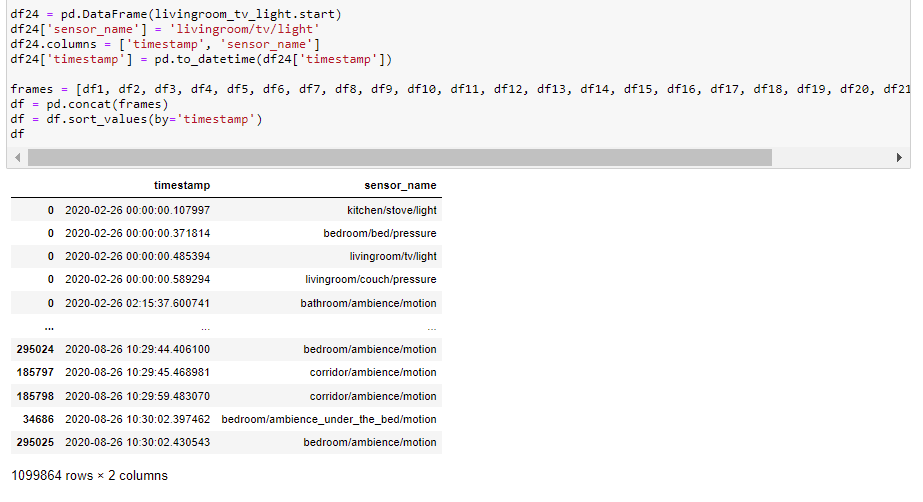 df24 = pd.DataFrame(livingroom_tv_light.start)
df24['sensor_name'] = 'livingroom/tv/light'
df24.columns = ['timestamp', 'sensor_name']
df24['timestamp'] = pd.to_datetime(df24['timestamp'])
frames = [df1, df2, df3, df4, df5, df6, df7, df8, df9, df10, df11, df12, df13, df14, df15, df16, df17, df18, df19, df20, df21
df = pd.concat(frames)
df = df.sort_values(by='timestamp')
df
timestamp sensor_name
0 2020-02-26 00:00:00.107997 kitchen/stove/light
0 2020-02-26 00:00:00.371814 bedroom/bed/pressure
0 2020-02-26 00:00:00.485394 livingroom/tv/light
0 2020-02-26 00:00:00.589294 livingroom/couch/pressure
0 2020-02-26 02:15:37.600741 bathroom/ambience/motion
... ... ...
295024 2020-08-26 10:29:44.406100 bedroom/ambience/motion
185797 2020-08-26 10:29:45.468981 corridor/ambience/motion
185798 2020-08-26 10:29:59.483070 corridor/ambience/motion
34686 2020-08-26 10:30:02.397462 bedroom/ambience_under_the_bed/motion
295025 2020-08-26 10:30:02.430543 bedroom/ambience/motion
1099864 rows × 2 columns